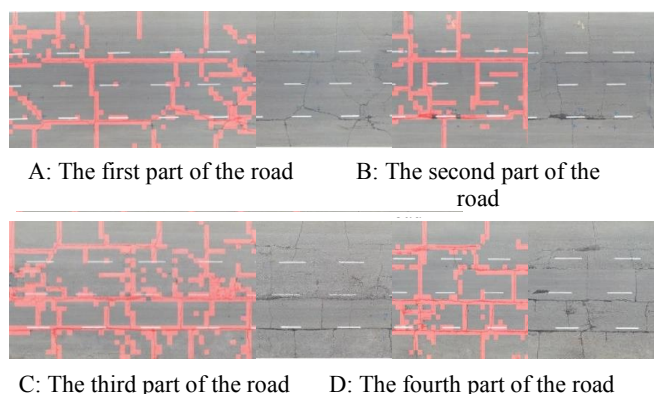 A: The first part of the road
B: The second part of the
road
C: The third part of the road
D: The fourth part of the road